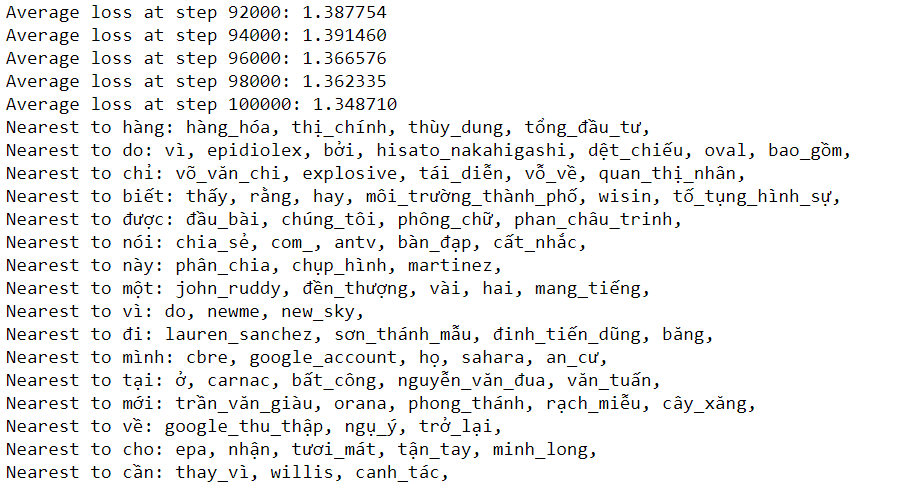 Average loss at step 92000: 1.387754
Average loss at step 94000: 1.391460
Average loss at step 96000: 1.366576
Average loss at step 98000: 1.362335
Average loss at step 100000: 1.348710
Nearest to hàng: hàng_hóa, thị_chính, thùy_dung, tổng_đầu_tư,
Nearest to do: vì, epidiolex, bởi, hisato_nakahigashi, dệt_chiếu, oval, bao_gồm,
Nearest to chỉ: võ_văn_chi, explosive, tái_diễn, vỗ_về, quan_thị_nhân,
Nearest to biết: thấy, rằng, hay, môi_trường_thành_phố, wisin, tố_tụng_hình_sự,
Nearest to được: đầu_bài, chúng_tôi, phông_chữ, phan_châu_trinh,
Nearest to nói: chia_sẻ, com_, antv, bàn_đạp, cất_nhắc,
Nearest to này: phân_chia, chụp_hình, martinez,
Nearest to một: john_ruddy, đền_thượng, vài, hai, mang_tiếng,
Nearest to vì: do, newme, new_sky,
Nearest to đi: lauren_sanchez, sơn_thánh_mẫu, đinh_tiến_dũng, băng,
Nearest to mình: cbre, google_account, họ, sahara, an_cư,
Nearest to tại: ở, carnac, bất_công, nguyễn_văn_đua, văn_tuấn,
Nearest to mới: trần_văn_giàu, orana, phong_thánh, rạch_miễu, cây_xăng,
Nearest to về: google_thu_thập, ngụ_ý, trở_lại,
Nearest to cho: epa, nhận, tươi_mát, tận_tay, minh_long,
Nearest to cần: thay_vì, willis, canh_tác,